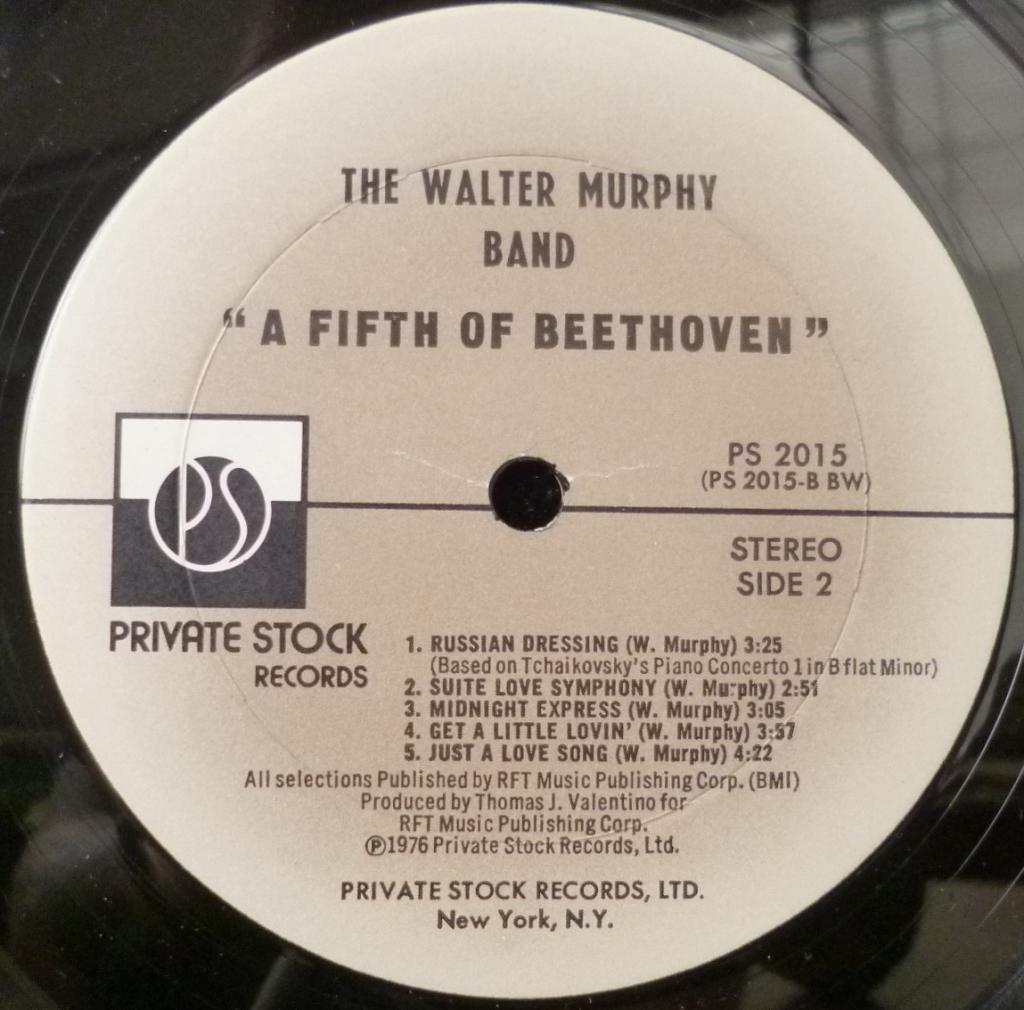 THE WALTER MURPHY
BAND
“A FIFTH OF BEETHOVEN”
PS
PS 2015
(PS 2015-B BW)
STEREO
SIDE 2
PRIVATE STOCK
RECORDS
1. RUSSIAN DRESSING (W. Murphy) 3:25
(Based on Tchaikovsky's Piano Concerto 1 in B flat Minor)
2. SUITE LOVE SYMPHONY (W. Murphy) 2:51
3. MIDNIGHT EXPRESS (W. Murphy) 3:05
4. GET A LITTLE LOVIN' (W. Murphy) 3:57
5. JUST A LOVE SONG (W. Murphy) 4:22
All selections Published by RFT Music Publishing Corp. (BMI)
Produced by Thomas J. Valentino for
RFT Music Publishing Corp.
℗1976 Private Stock Records, Ltd.
PRIVATE STOCK RECORDS, LTD.
New York, N.Y.